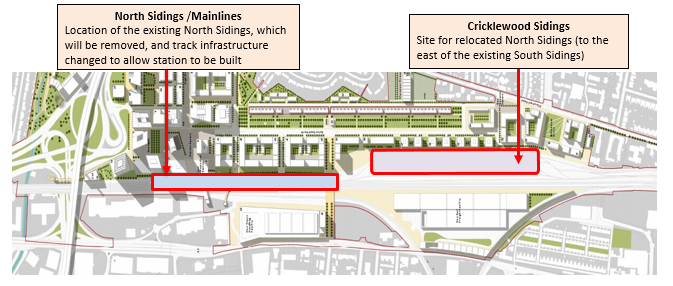 North Sidings /Mainlines
Location of the existing North Sidings, which
will be removed, and track infrastructure
changed to allow station to be built
Cricklewood Sidings
Site for relocated North Sidings (to the
east of the existing South Sidings)